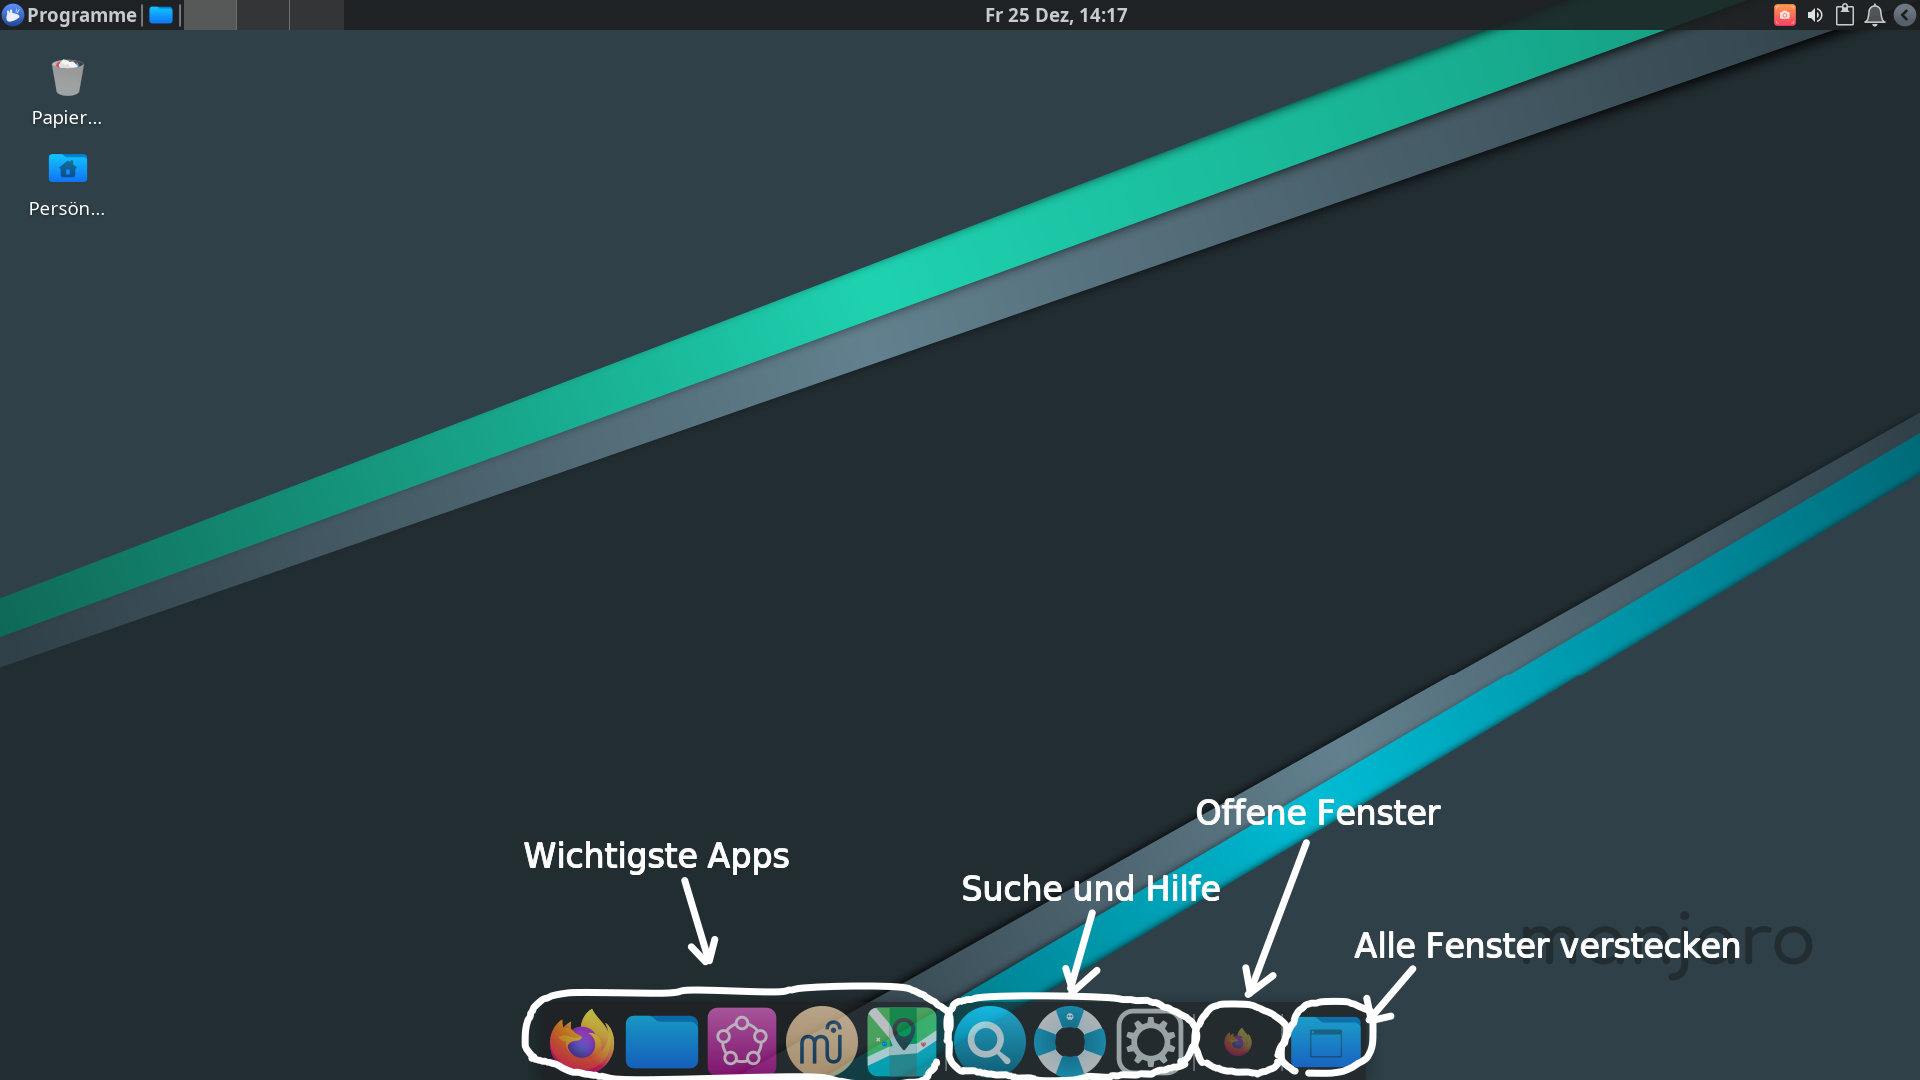 Programme
Fr 25 Dez, 14:17
Papier...
Persön...
Offene Fenster
Wichtigste Apps
Suche und Hilfe
Alle Fenster verstecken
manjaro
mi